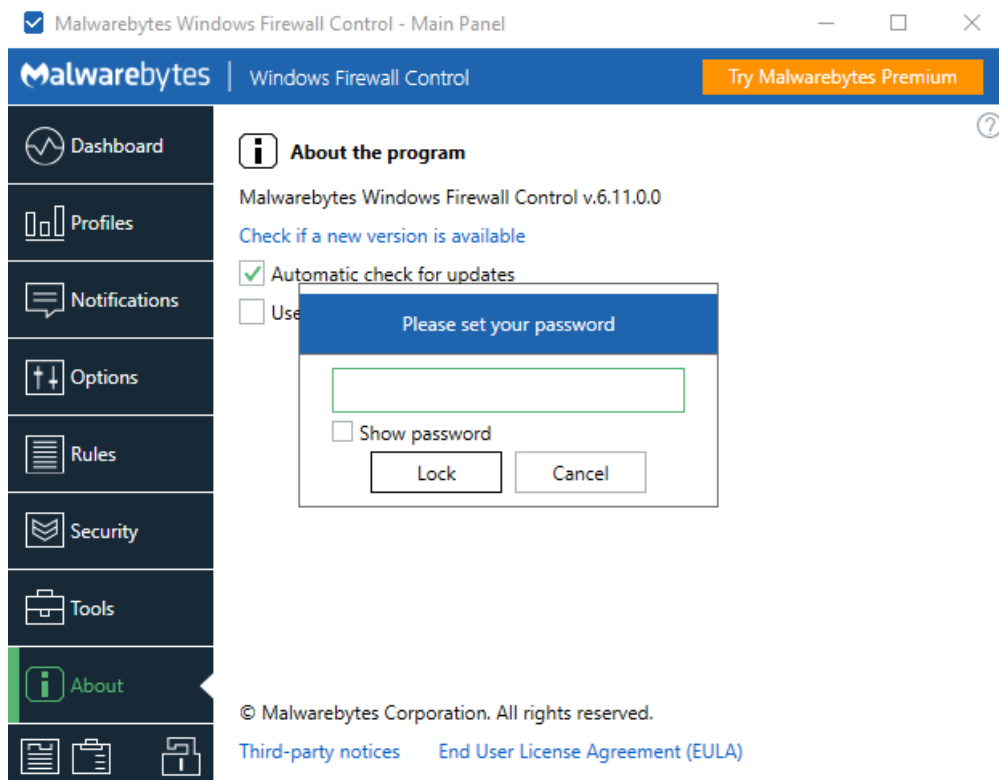 Malwarebytes Windows Firewall Control - Main Panel
Malwarebytes | Windows Firewall Control
Try Malwarebytes Premium
Dashboard
Profiles
Notifications
Options
Rules
Security
Tools
About
About the program
Malwarebytes Windows Firewall Control v.6.11.0.0
Check if a new version is available
Automatic check for updates
Use
Please set your password
Show password
Lock
Cancel
© Malwarebytes Corporation. All rights reserved.
Third-party notices End User License Agreement (EULA)